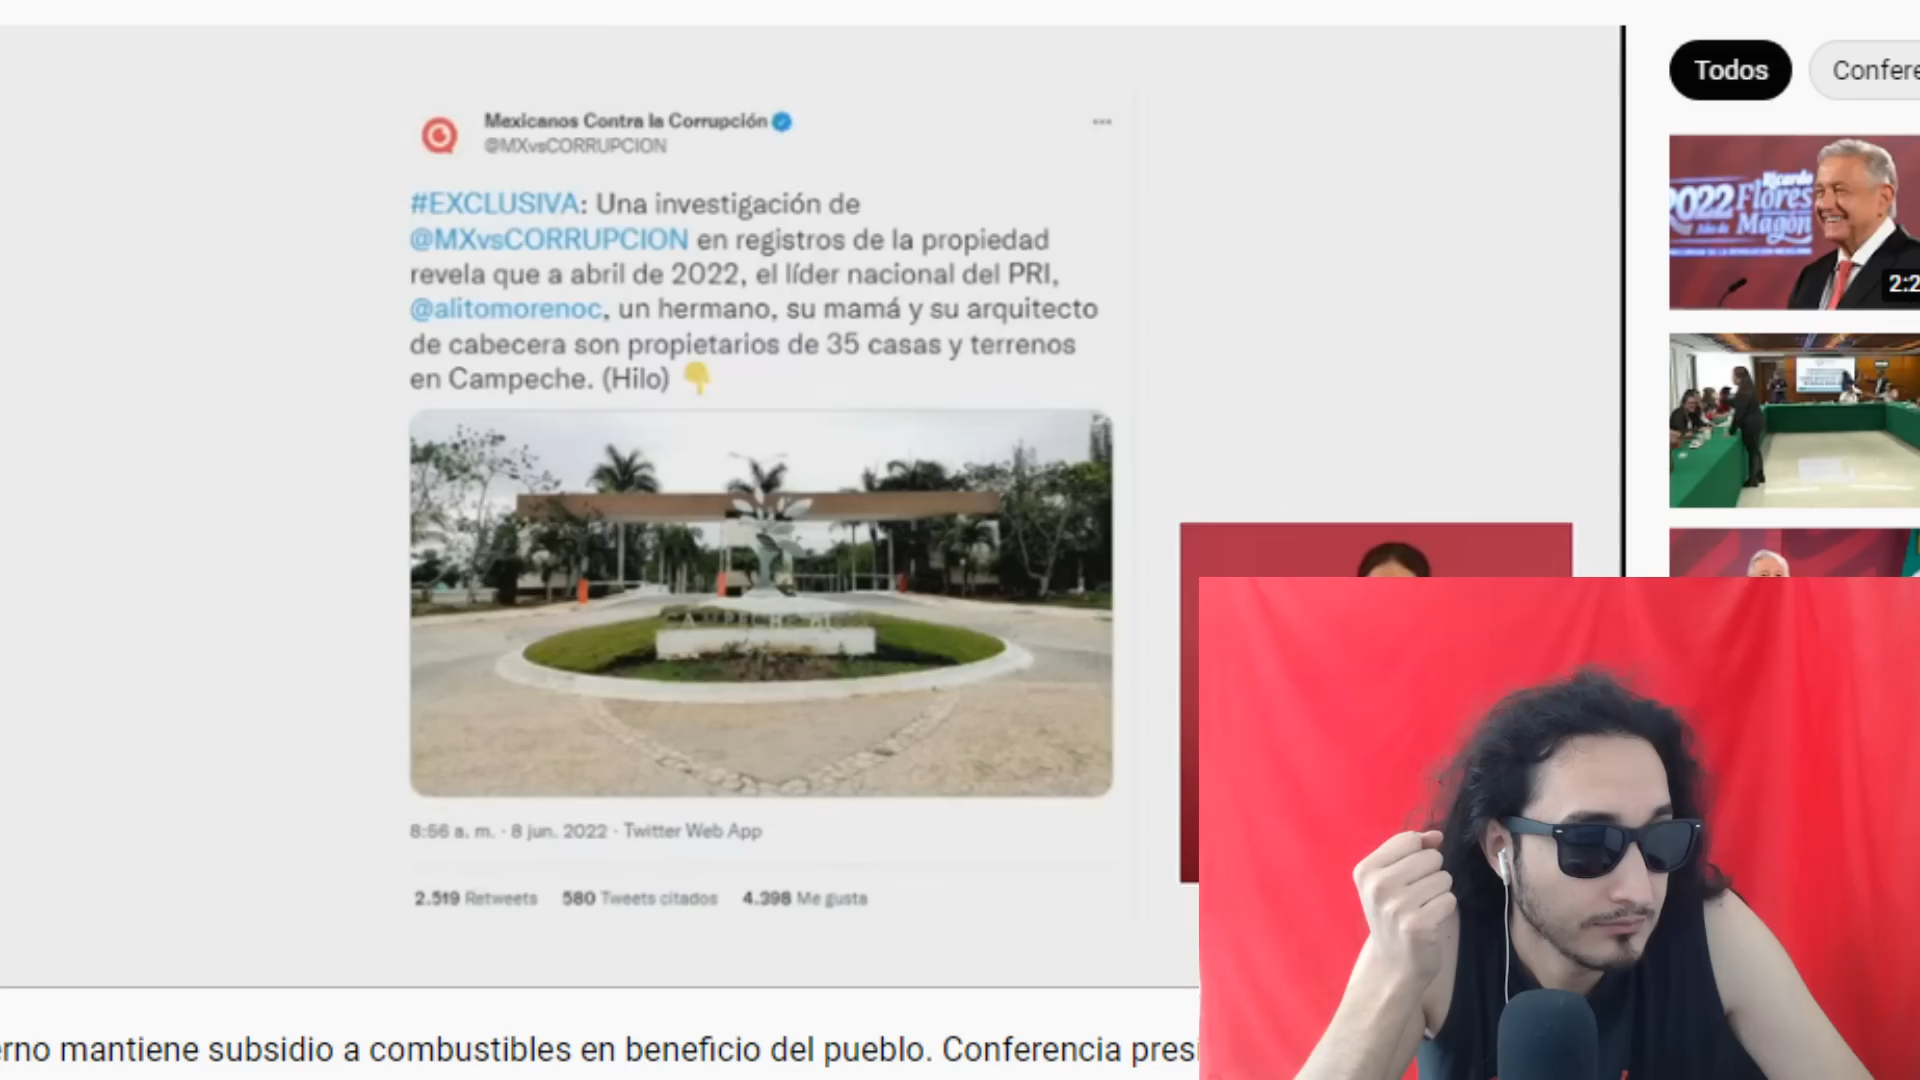 Mexicanos Contra la Corrupción
@MXvsCORRUPCION
#EXCLUSIVA: Una investigación de
@MXvsCORRUPCION en registros de la propiedad
revela que a abril de 2022, el líder nacional del PRI,
@alitomorenoc, un hermano, su mamá y su arquitecto
de cabecera son propietarios de 35 casas y terrenos
en Campeche. (Hilo)
8:56 a. m. · 8 jun. 2022 · Twitter Web App
2.519 Retweets 580 Tweets citados 4.398 Me gusta
erno mantiene subsidio a combustibles en beneficio del pueblo. Conferencia presi
Todos
Confere
2022 Ricardo
Flores
Magón
2:2